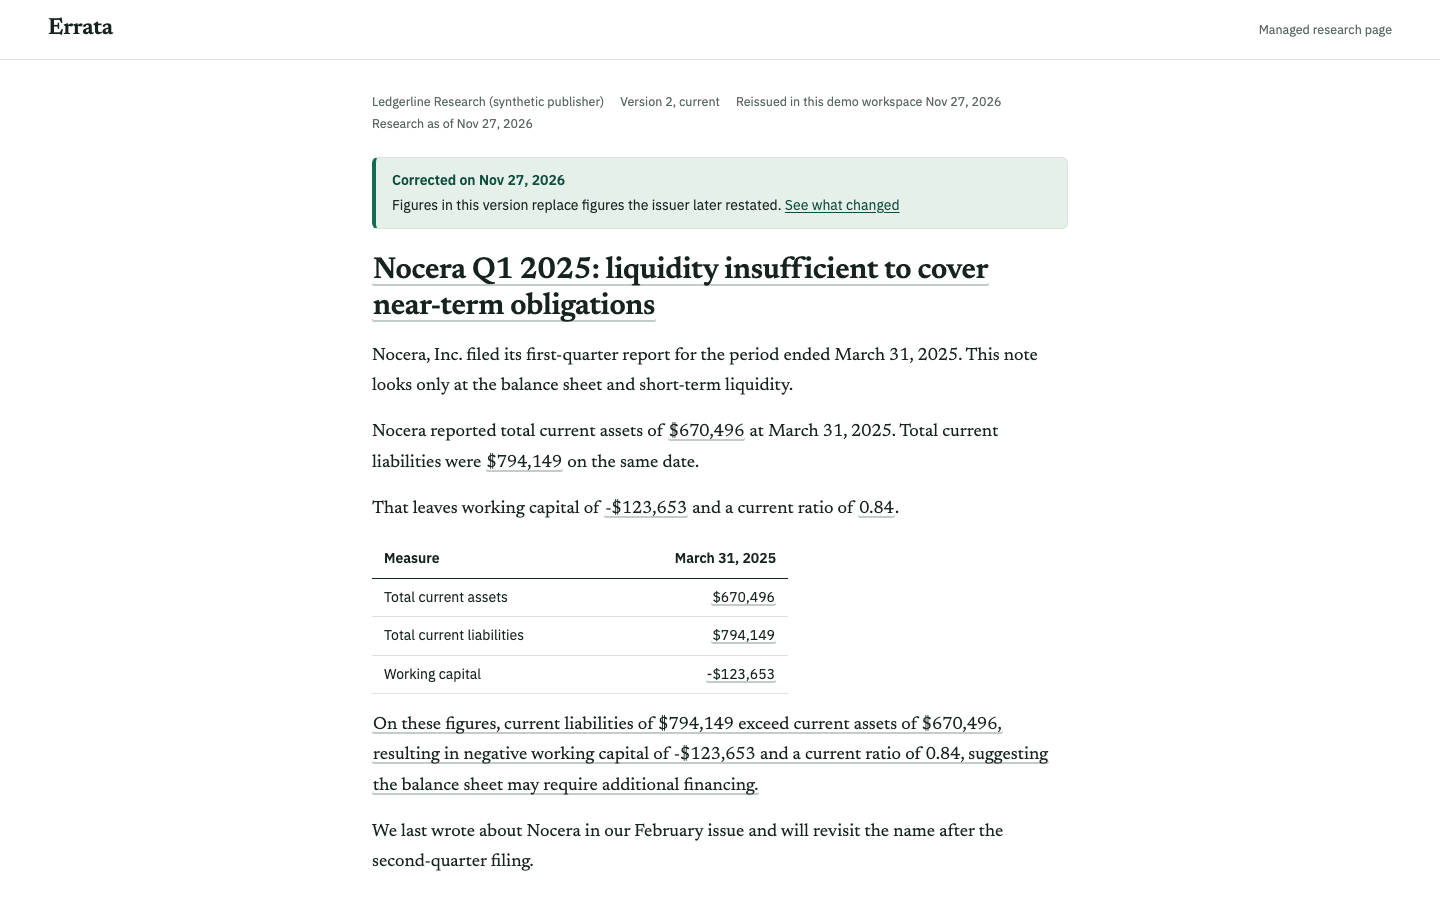 Errata
Managed research page
Ledgerline Research (synthetic publisher) Version 2, current Reissued in this demo workspace Nov 27, 2026
Research as of Nov 27, 2026
Corrected on Nov 27, 2026
Figures in this version replace figures the issuer later restated. See what changed
Nocera Q1 2025: liquidity insufficient to cover
near-term obligations
Nocera, Inc. filed its first-quarter report for the period ended March 31, 2025. This note
looks only at the balance sheet and short-term liquidity.
Nocera reported total current assets of $670,496 at March 31, 2025. Total current
liabilities were $794,149 on the same date.
That leaves working capital of -$123,653 and a current ratio of 0.84.
Measure March 31, 2025
Total current assets $670,496
Total current liabilities $794,149
Working capital -$123,653
On these figures, current liabilities of $794,149 exceed current assets of $670,496,
resulting in negative working capital of -$123,653 and a current ratio of 0.84, suggesting
the balance sheet may require additional financing.
We last wrote about Nocera in our February issue and will revisit the name after the
second-quarter filing.